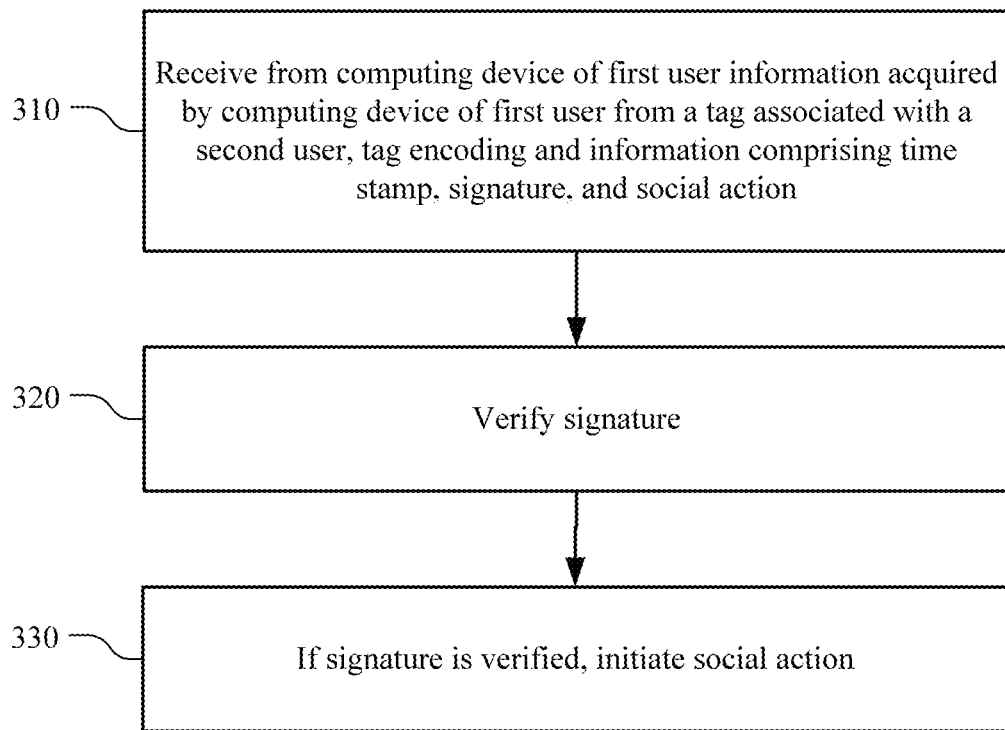 310
Receive from computing device of first user information acquired
by computing device of first user from a tag associated with a
second user, tag encoding and information comprising time
stamp, signature, and social action
320
Verify signature
330
If signature is verified, initiate social action